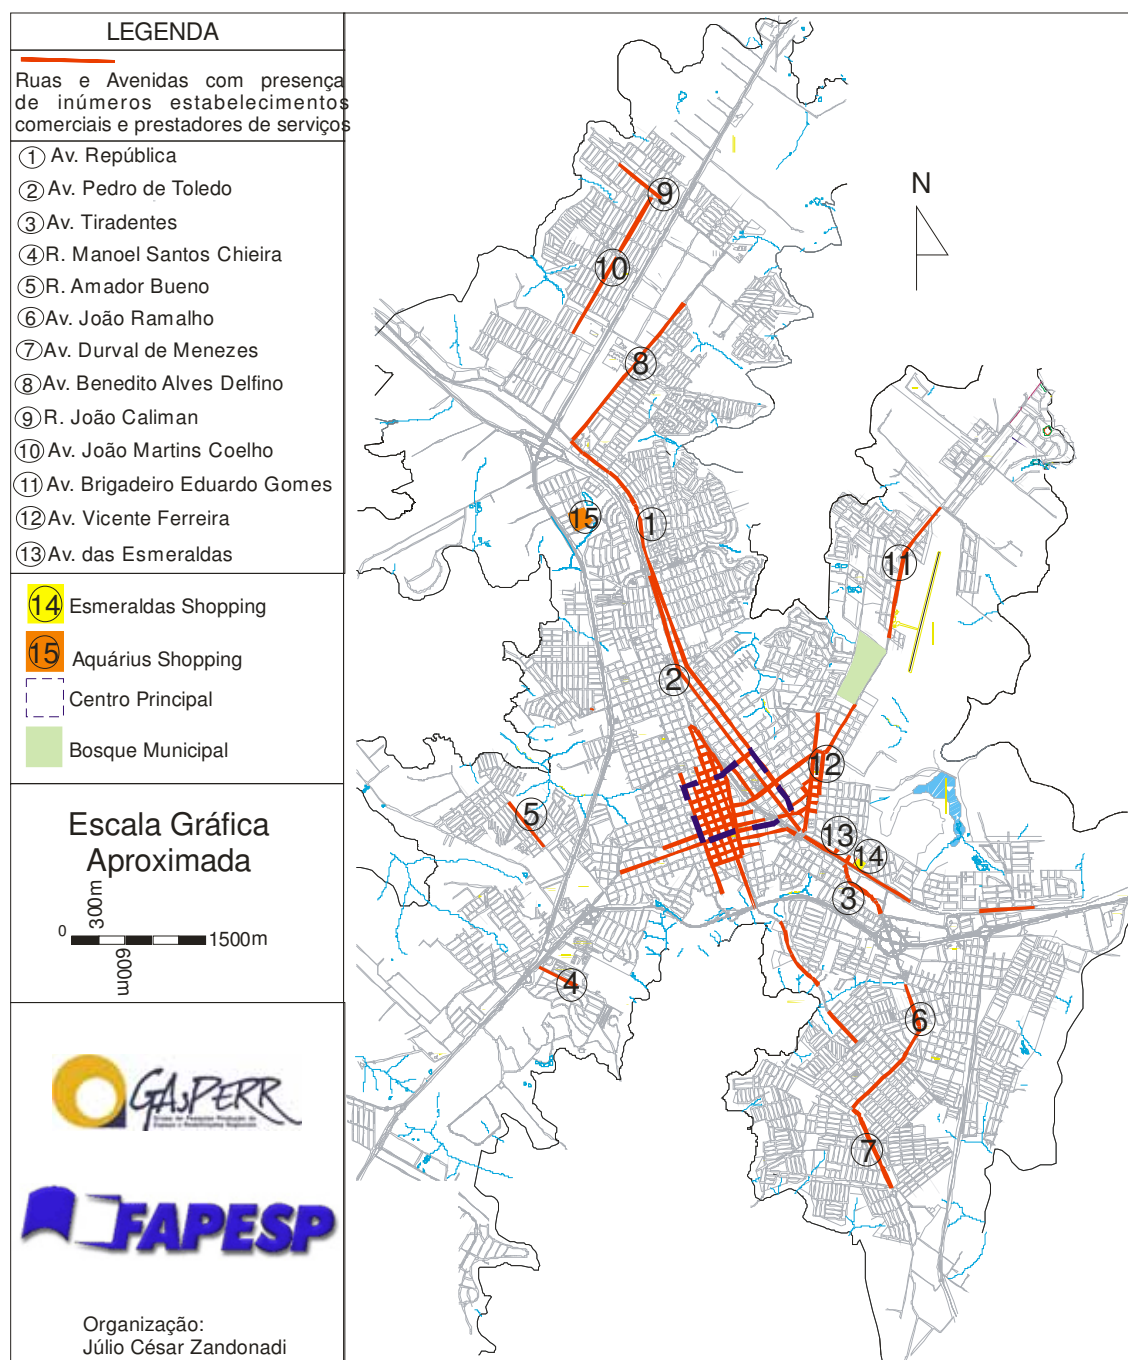 LEGENDA
Ruas e Avenidas com presença
de inúmeros estabelecimentos
comerciais e prestadores de serviços
1 Av. República
2 Av. Pedro de Toledo
3 Av. Tiradentes
4 R. Manoel Santos Chieira
5 R. Amador Bueno
6 Av. João Ramalho
7 Av. Durval de Menezes
8 Av. Benedito Alves Delfino
9 R. João Caliman
10 Av. João Martins Coelho
11 Av. Brigadeiro Eduardo Gomes
12 Av. Vicente Ferreira
13 Av. das Esmeraldas
14 Esmeraldas Shopping
15 Aquárius Shopping
Centro Principal
Bosque Municipal
Escala Gráfica
Aproximada
0
300m
600m
1500m
GAsPERR
FAPESP
Organização:
Júlio César Zandonadi
N
9
10
8
15
1
11
2
12
5
13
14
3
4
6
7